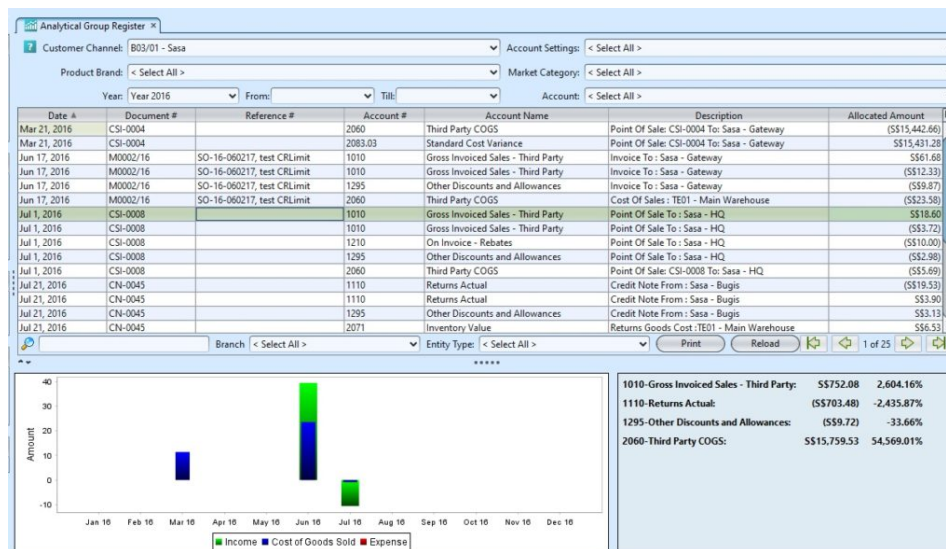 Analytical Group Register ×
? Customer Channel: B03/01 - Sasa Account Settings: < Select All >
Product Brand: < Select All > Market Category: < Select All >
Year: Year 2016 From: Till: Account: < Select All >
Date Document # Reference # Account # Account Name Description Allocated Amount
Mar 21, 2016 CSI-0004 2060 Third Party COGS Point Of Sale: CSI-0004 To: Sasa - Gateway (S$15,442.66)
Mar 21, 2016 CSI-0004 2083.03 Standard Cost Variance Point Of Sale: CSI-0004 To: Sasa - Gateway S$15,431.28
Jun 17, 2016 M0002/16 SO-16-060217, test CRLimit 1010 Gross Invoiced Sales - Third Party Invoice To : Sasa - Gateway S$61.68
Jun 17, 2016 M0002/16 SO-16-060217, test CRLimit 1010 Gross Invoiced Sales - Third Party Invoice To : Sasa - Gateway (S$12.33)
Jun 17, 2016 M0002/16 SO-16-060217, test CRLimit 1295 Other Discounts and Allowances Invoice To : Sasa - Gateway (S$9.87)
Jun 17, 2016 M0002/16 SO-16-060217, test CRLimit 2060 Third Party COGS Cost Of Sales : TE01 - Main Warehouse (S$23.58)
Jul 1, 2016 CSI-0008 1010 Gross Invoiced Sales - Third Party Point Of Sale To : Sasa - HQ S$18.60
Jul 1, 2016 CSI-0008 1010 Gross Invoiced Sales - Third Party Point Of Sale To : Sasa - HQ (S$3.72)
Jul 1, 2016 CSI-0008 1210 On Invoice - Rebates Point Of Sale To : Sasa - HQ (S$10.00)
Jul 1, 2016 CSI-0008 1295 Other Discounts and Allowances Point Of Sale To : Sasa - HQ (S$2.98)
Jul 1, 2016 CSI-0008 2060 Third Party COGS Point Of Sale: CSI-0008 To: Sasa - HQ (S$5.69)
Jul 21, 2016 CN-0045 1110 Returns Actual Credit Note From : Sasa - Bugis (S$19.53)
Jul 21, 2016 CN-0045 1110 Returns Actual Credit Note From : Sasa - Bugis S$3.90
Jul 21, 2016 CN-0045 1295 Other Discounts and Allowances Credit Note From : Sasa - Bugis S$3.13
Jul 21, 2016 CN-0045 2071 Inventory Value Returns Goods Cost :TE01 - Main Warehouse S$6.53
Branch < Select All > Entity Type: < Select All > Print Reload 1 of 25
1010-Gross Invoiced Sales - Third Party: S$752.08 2,604.16%
1110-Returns Actual: (S$703.48) -2,435.87%
1295-Other Discounts and Allowances: (S$9.72) -33.66%
2060-Third Party COGS: S$15,759.53 54,569.01%
40
30
20
10
0
-10
Amount
Jan 16 Feb 16 Mar 16 Apr 16 May 16 Jun 16 Jul 16 Aug 16 Sep 16 Oct 16 Nov 16 Dec 16
Income Cost of Goods Sold Expense